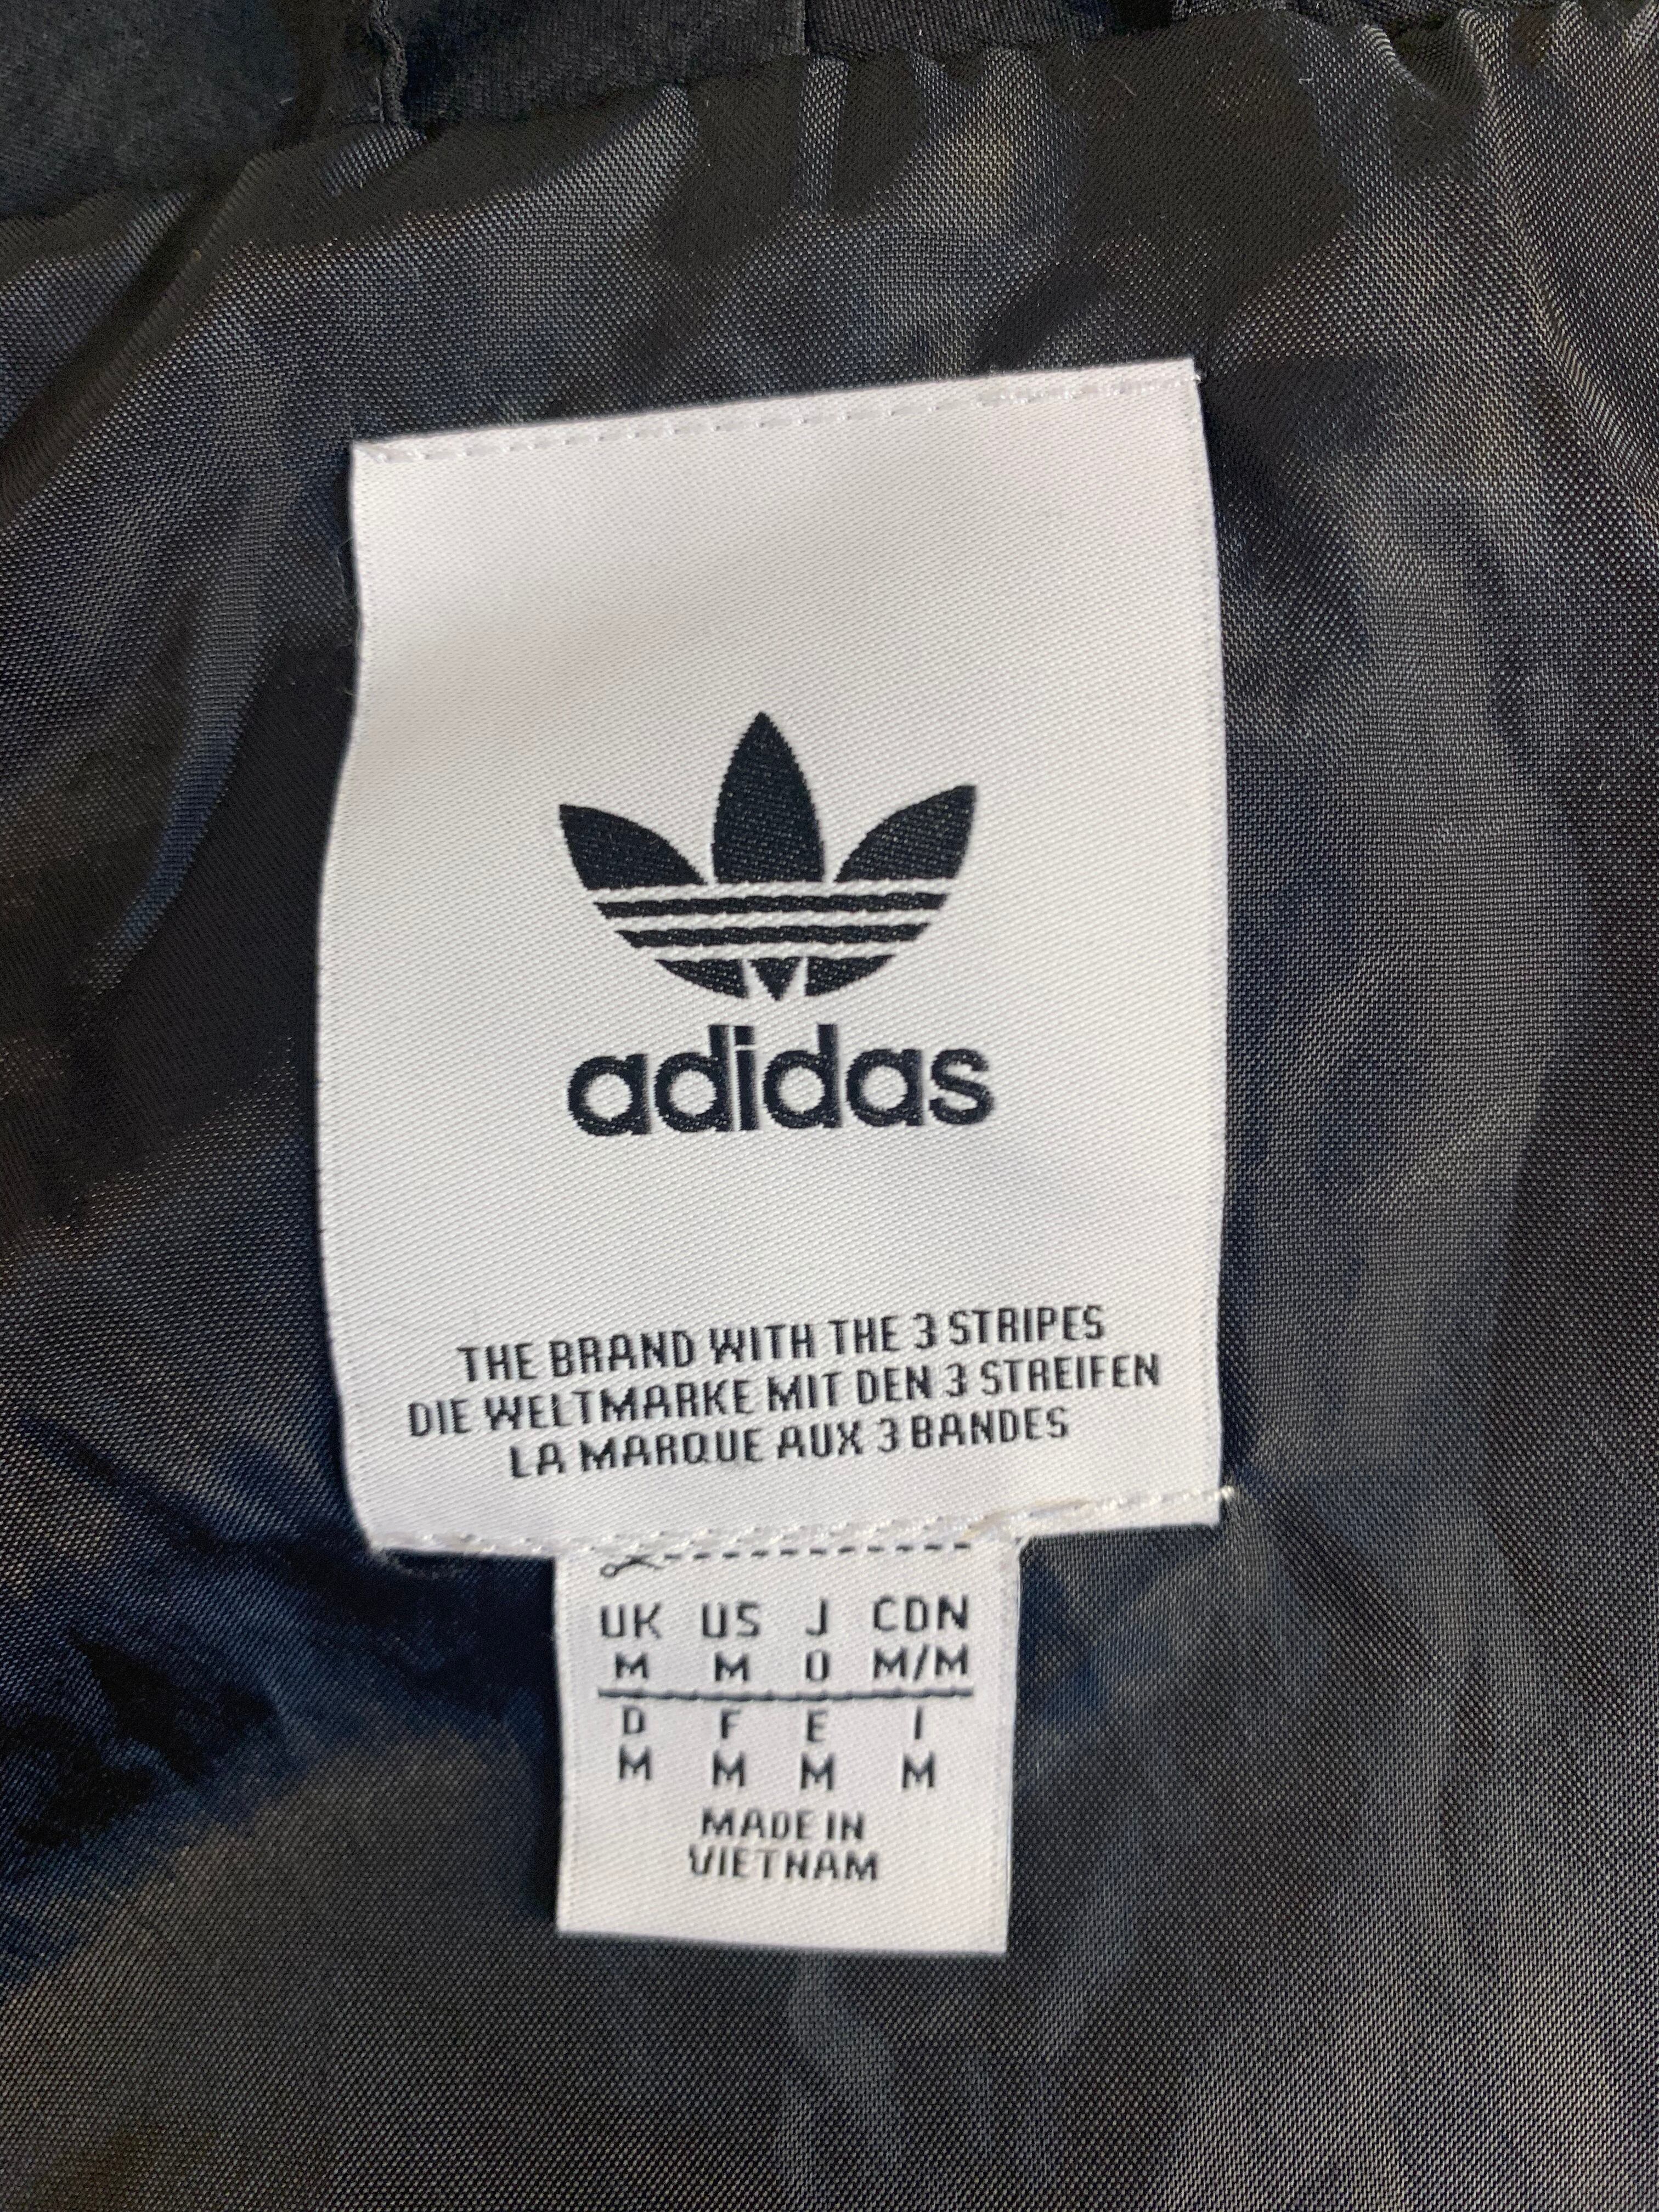 adidas
THE BRAND WITH THE 3 STRIPES
DIE WELTMARKE MIT DEN 3 STREIFEN
LA MARQUE AUX 3 BANDES
UK US J CDN
M M O M/M
D F E I
M M M M
MADE IN
VIETNAM